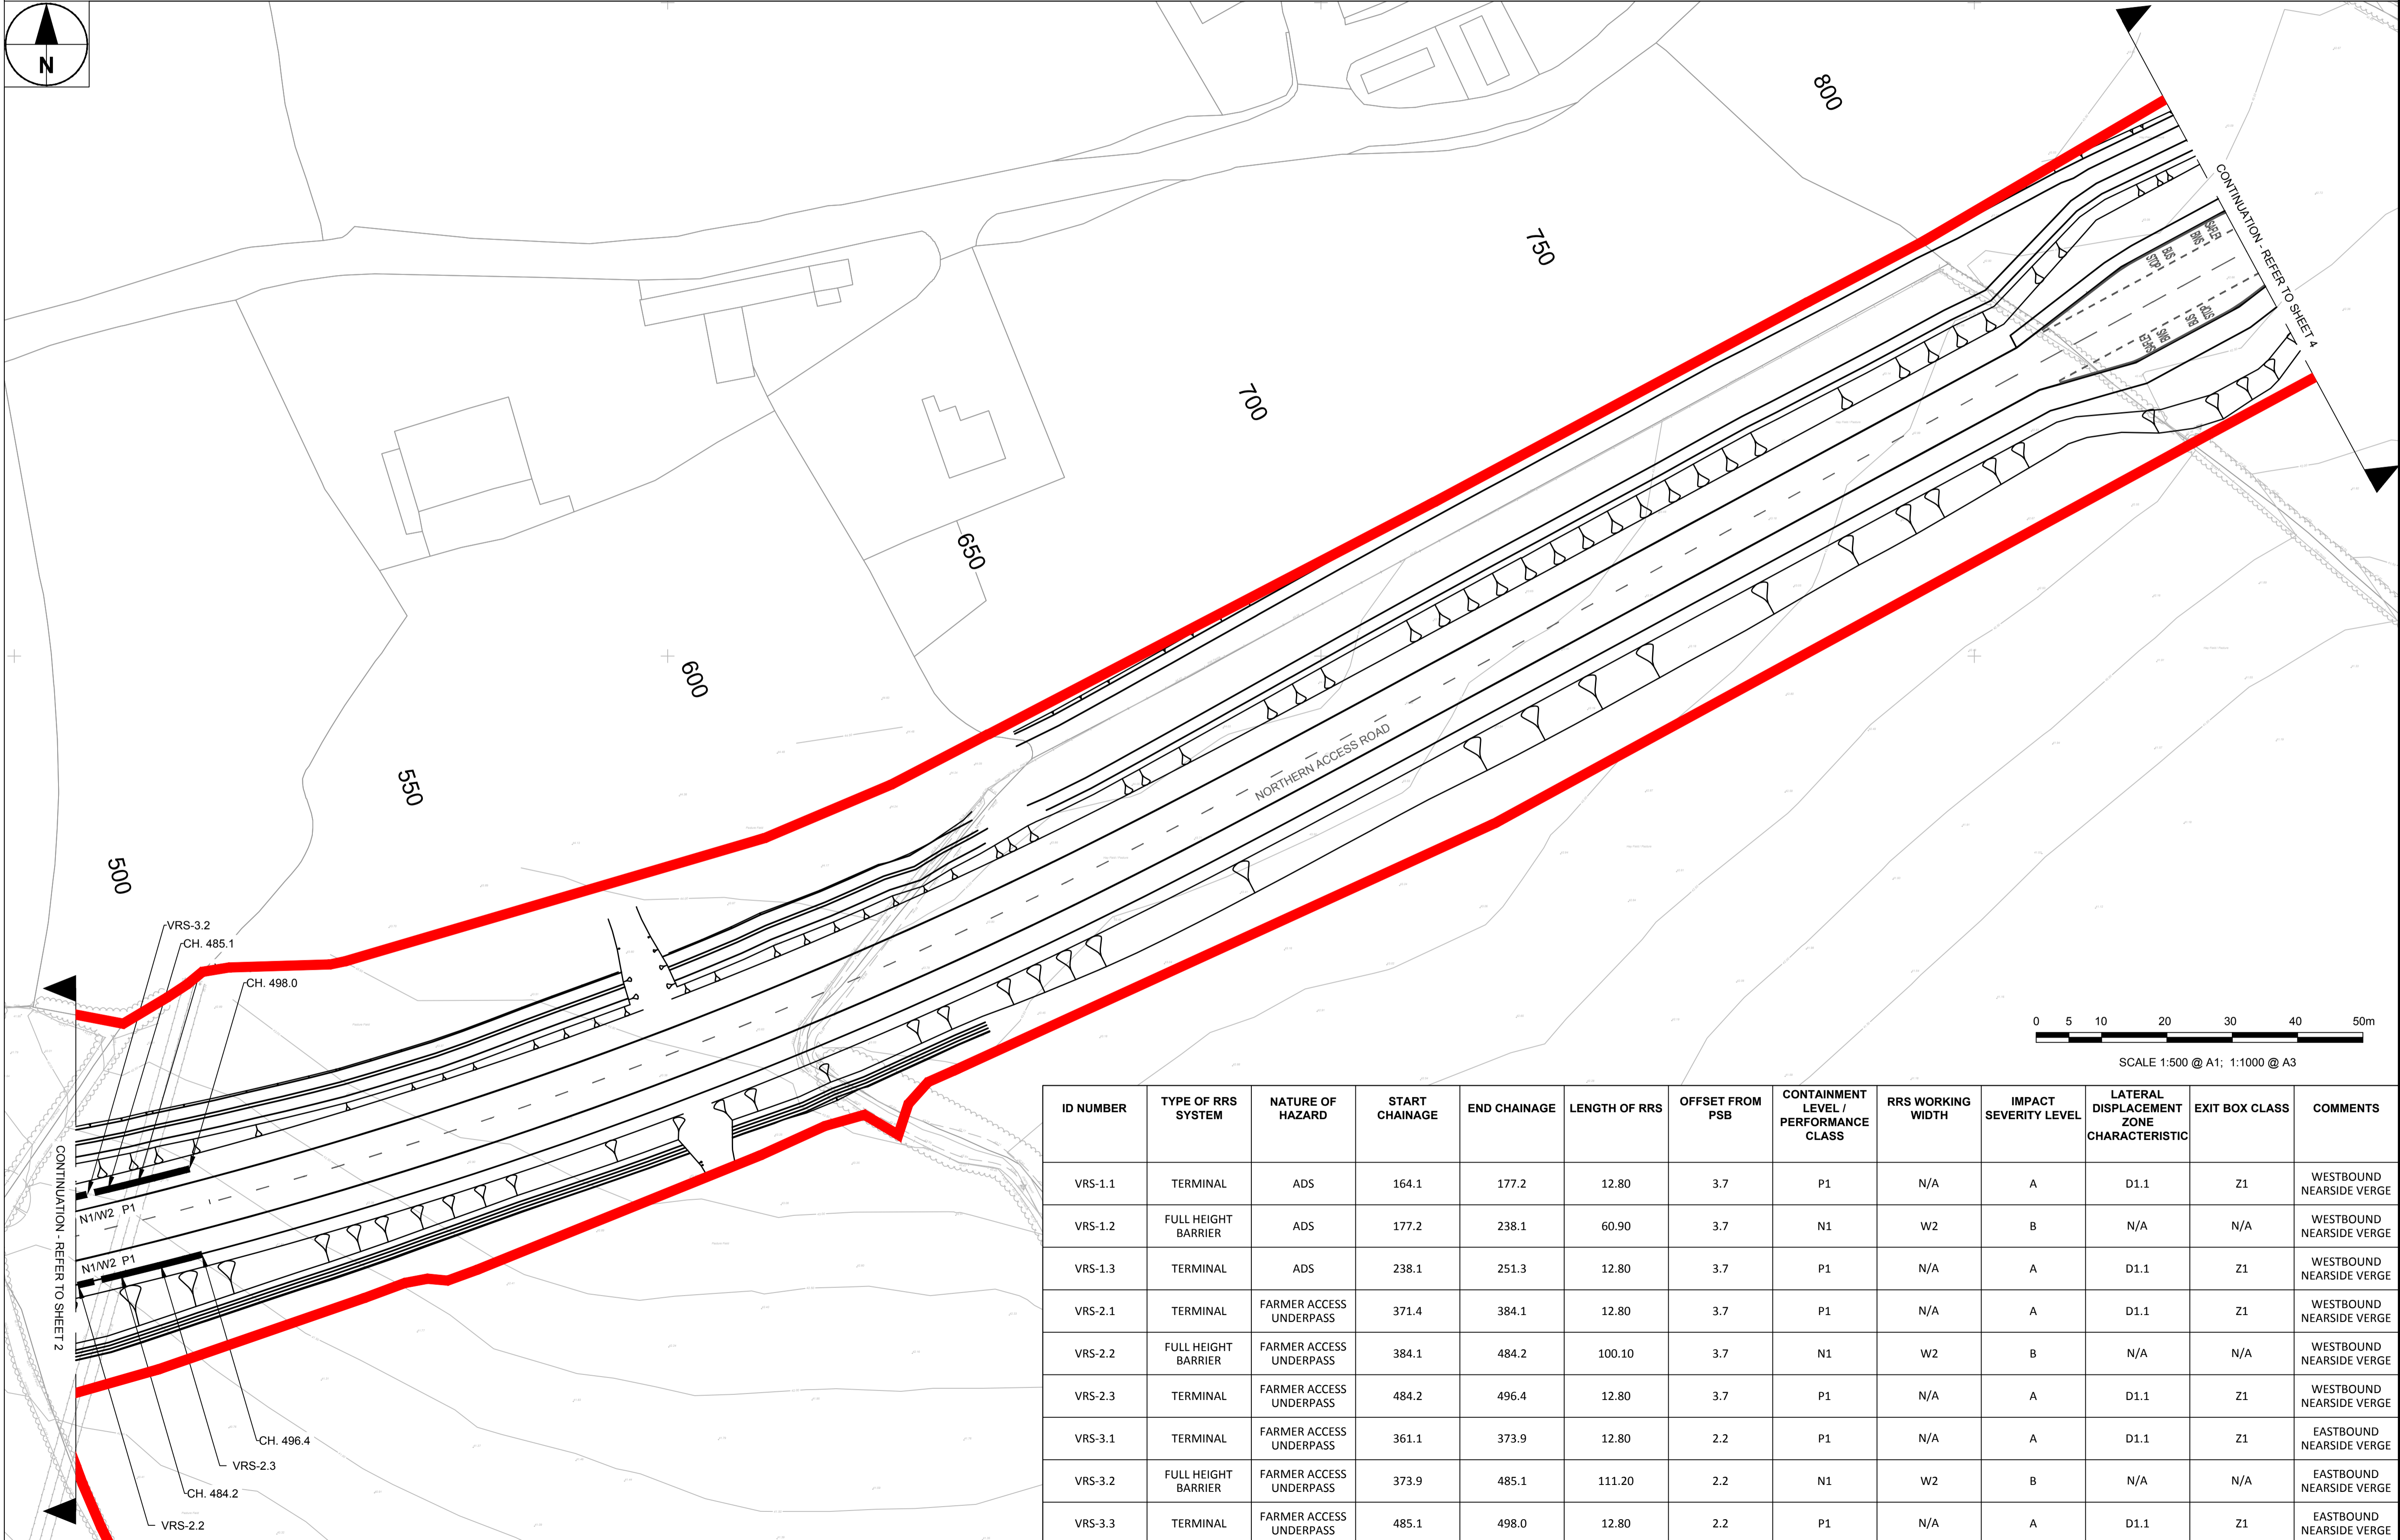 N
800
750
700
650
600
550
500
CONTINUATION - REFER TO SHEET 4
BUS
STOP
BUS
STOP
NORTHERN ACCESS ROAD
VRS-3.2
CH. 485.1
CH. 498.0
CONTINUATION - REFER TO SHEET 2
N1/W2 P1
N1/W2 P1
CH. 496.4
VRS-2.3
CH. 484.2
VRS-2.2
0 5 10 20 30 40 50m
SCALE 1:500 @ A1; 1:1000 @ A3
ID NUMBER TYPE OF RRS SYSTEM NATURE OF HAZARD START CHAINAGE END CHAINAGE LENGTH OF RRS OFFSET FROM PSB CONTAINMENT LEVEL / PERFORMANCE CLASS RRS WORKING WIDTH IMPACT SEVERITY LEVEL LATERAL DISPLACEMENT ZONE CHARACTERISTIC EXIT BOX CLASS COMMENTS
VRS-1.1 TERMINAL ADS 164.1 177.2 12.80 3.7 P1 N/A A D1.1 Z1 WESTBOUND NEARSIDE VERGE
VRS-1.2 FULL HEIGHT BARRIER ADS 177.2 238.1 60.90 3.7 N1 W2 B N/A N/A WESTBOUND NEARSIDE VERGE
VRS-1.3 TERMINAL ADS 238.1 251.3 12.80 3.7 P1 N/A A D1.1 Z1 WESTBOUND NEARSIDE VERGE
VRS-2.1 TERMINAL FARMER ACCESS UNDERPASS 371.4 384.1 12.80 3.7 P1 N/A A D1.1 Z1 WESTBOUND NEARSIDE VERGE
VRS-2.2 FULL HEIGHT BARRIER FARMER ACCESS UNDERPASS 384.1 484.2 100.10 3.7 N1 W2 B N/A N/A WESTBOUND NEARSIDE VERGE
VRS-2.3 TERMINAL FARMER ACCESS UNDERPASS 484.2 496.4 12.80 3.7 P1 N/A A D1.1 Z1 WESTBOUND NEARSIDE VERGE
VRS-3.1 TERMINAL FARMER ACCESS UNDERPASS 361.1 373.9 12.80 2.2 P1 N/A A D1.1 Z1 EASTBOUND NEARSIDE VERGE
VRS-3.2 FULL HEIGHT BARRIER FARMER ACCESS UNDERPASS 373.9 485.1 111.20 2.2 N1 W2 B N/A N/A EASTBOUND NEARSIDE VERGE
VRS-3.3 TERMINAL FARMER ACCESS UNDERPASS 485.1 498.0 12.80 2.2 P1 N/A A D1.1 Z1 EASTBOUND NEARSIDE VERGE